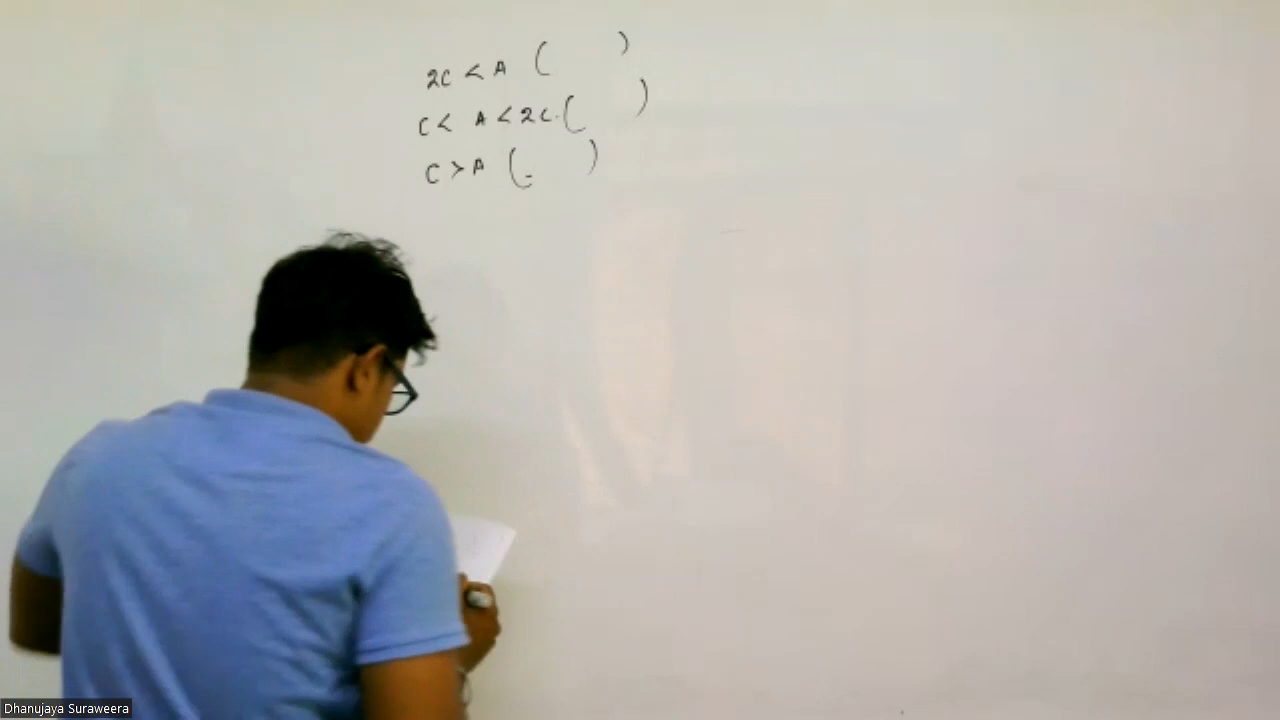 2C < A (        )
C < A < 2C. (        )
C > A (-        )
Dhanujaya Suraweera